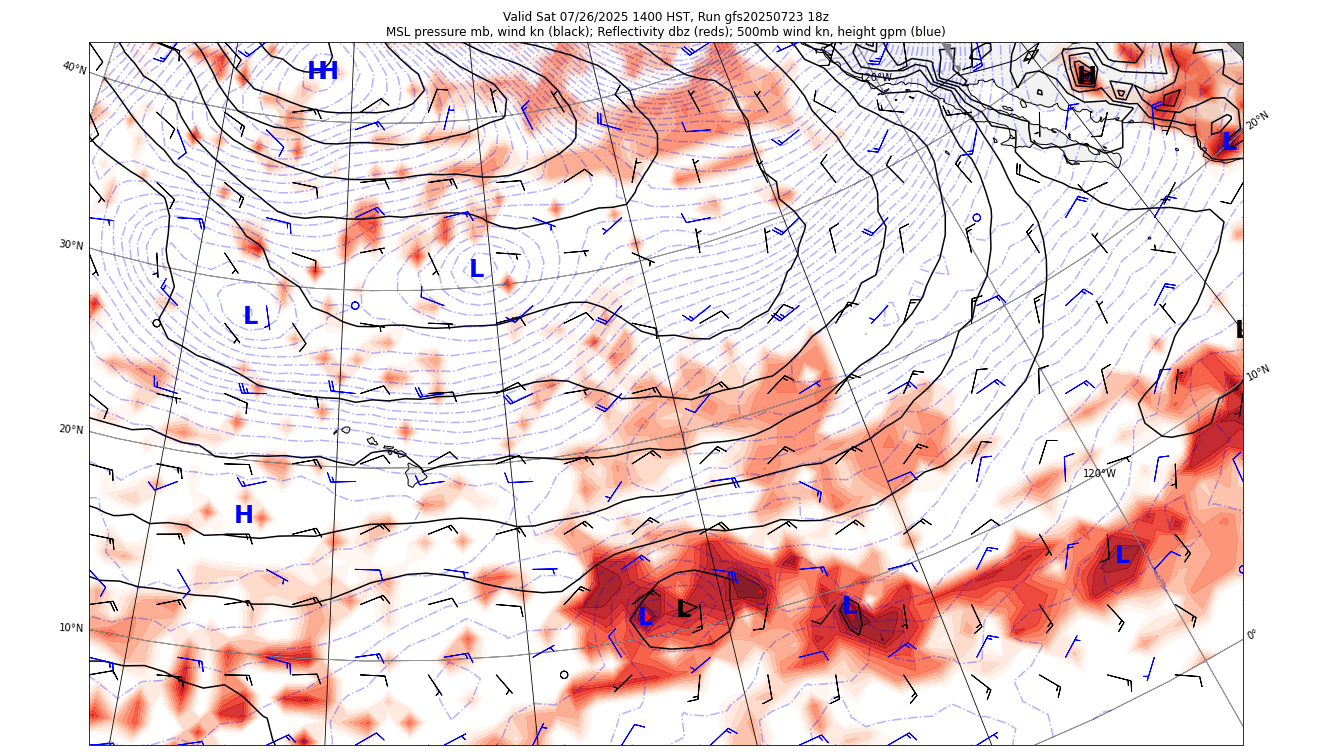 Valid Sat 07/26/2025 1400 HST, Run gfs20250723 18z
MSL pressure mb, wind kn (black); Reflectivity dbz (reds); 500mb wind kn, height gpm (blue)
40°N
HH
120°W
H
20°N
L
30°N
L
L
L
10°N
20°N
120°W
H
L
L
L
L
10°N
0°